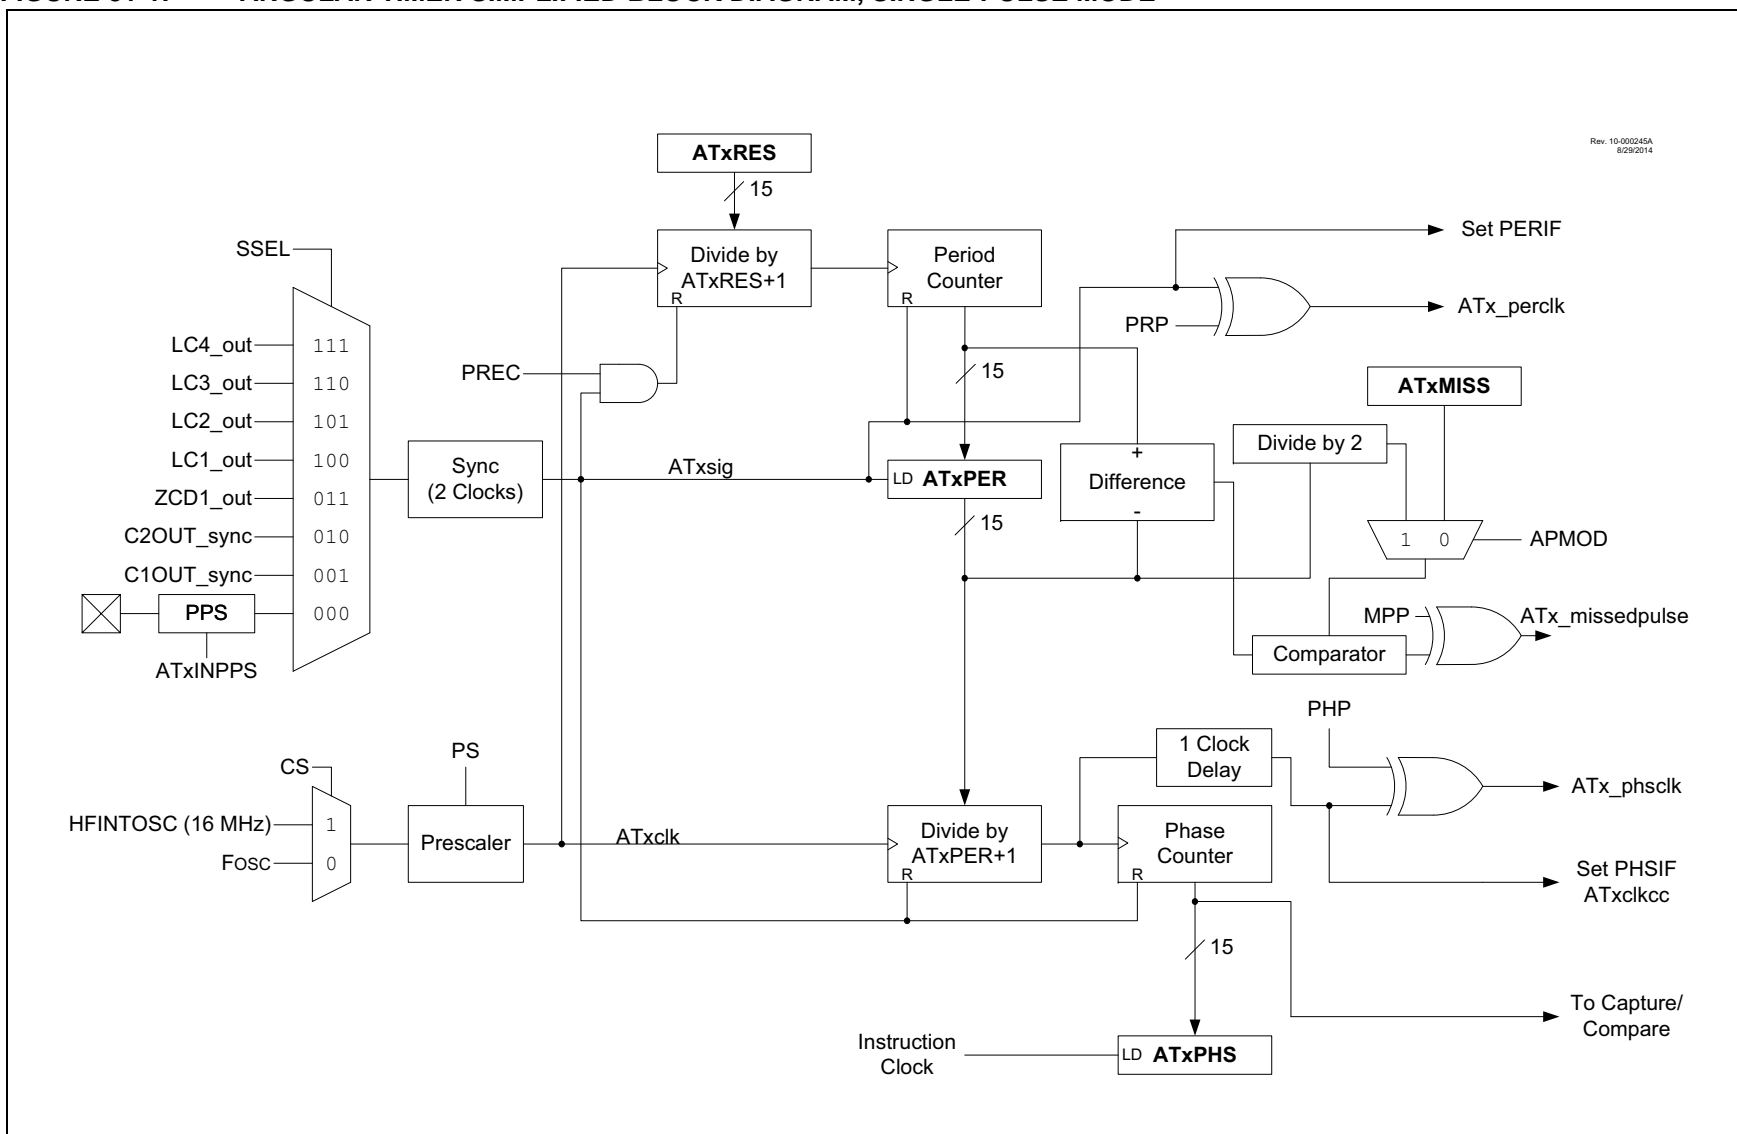 ATxRES
15
Rev. 10-000245A
8/29/2014
SSEL
Divide by
ATxRES+1
R
Period
Counter
R
Set PERIF
ATx_perclk
PRP
LC4_out
111
LC3_out
110
LC2_out
101
LC1_out
100
ZCD1_out
011
C2OUT_sync
010
C1OUT_sync
001
PPS
000
ATxINPPS
PREC
15
ATxMISS
Sync
(2 Clocks)
ATxsig
LD ATxPER
15
+
Difference
-
Divide by 2
1 0
APMOD
MPP
ATx_missedpulse
Comparator
PHP
CS
PS
1 Clock
Delay
ATx_phsclk
HFINTOSC (16 MHz)
1
FOSC
0
Prescaler
ATxclk
Divide by
ATxPER+1
R
Phase
Counter
R
Set PHSIF
ATxclkcc
15
To Capture/
Compare
Instruction
Clock
LD ATxPHS